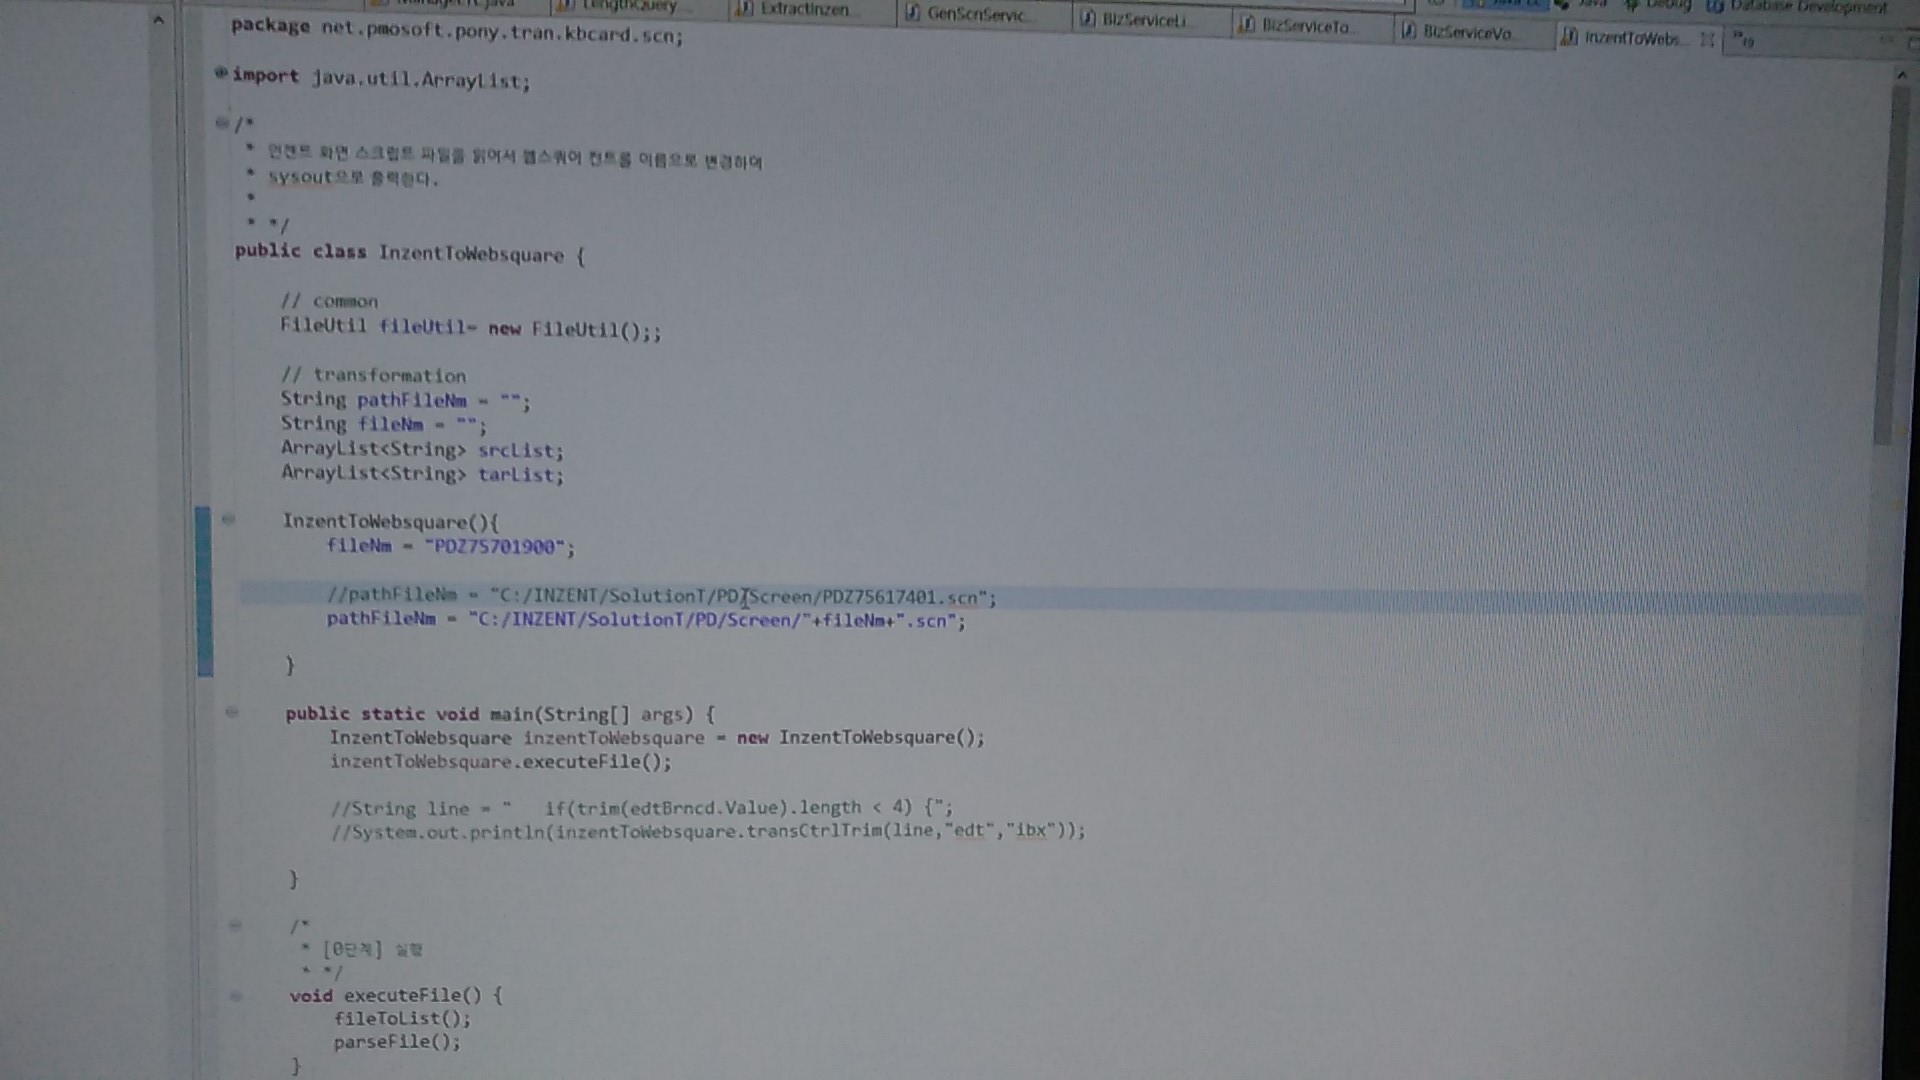 LengthQuery
ExtractInzen...
GenScnServic...
BizServiceLi...
BizServiceTo...
BizServiceVo...
InzentToWebs...
19
Java
Debug
Database Development
package net.pmosoft.pony.tran.kbcard.scn;
import java.util.ArrayList;
/*
* 인젠트 화면 스크립트 파일을 읽어서 웹스퀘어 컨트롤 이름으로 변경하여
* sysout으로 출력한다.
*
* */
public class InzentToWebsquare {
// common
FileUtil fileUtil= new FileUtil();;
// transformation
String pathFileNm = "";
String fileNm = "";
ArrayList<String> srcList;
ArrayList<String> tarList;
InzentToWebsquare(){
fileNm = "PDZ75701900";
//pathFileNm = "C:/INZENT/SolutionT/PD/Screen/PDZ75617401.scn";
pathFileNm = "C:/INZENT/SolutionT/PD/Screen/"+fileNm+".scn";
}
public static void main(String[] args) {
InzentToWebsquare inzentToWebsquare = new InzentToWebsquare();
inzentToWebsquare.executeFile();
//String line = "   if(trim(edtBrncd.Value).length < 4) {";
//System.out.println(inzentToWebsquare.transCtrlTrim(line,"edt","ibx"));
}
/*
* [0단계] 실행
* */
void executeFile() {
fileToList();
parseFile();
}